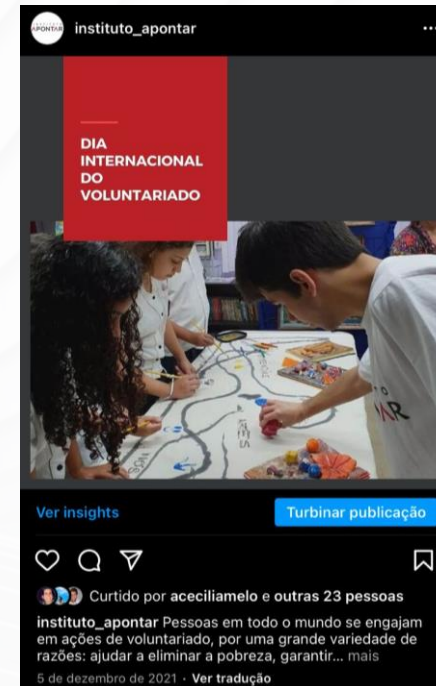 APONTAR
instituto_apontar
DIA
INTERNACIONAL
DO
VOLUNTARIADO
Ver insights
Turbinar publicação
Curtido por aceciliamelo e outras 23 pessoas
instituto_apontar Pessoas em todo o mundo se engajam
em ações de voluntariado, por uma grande variedade de
razões: ajudar a eliminar a pobreza, garantir... mais
5 de dezembro de 2021 · Ver tradução